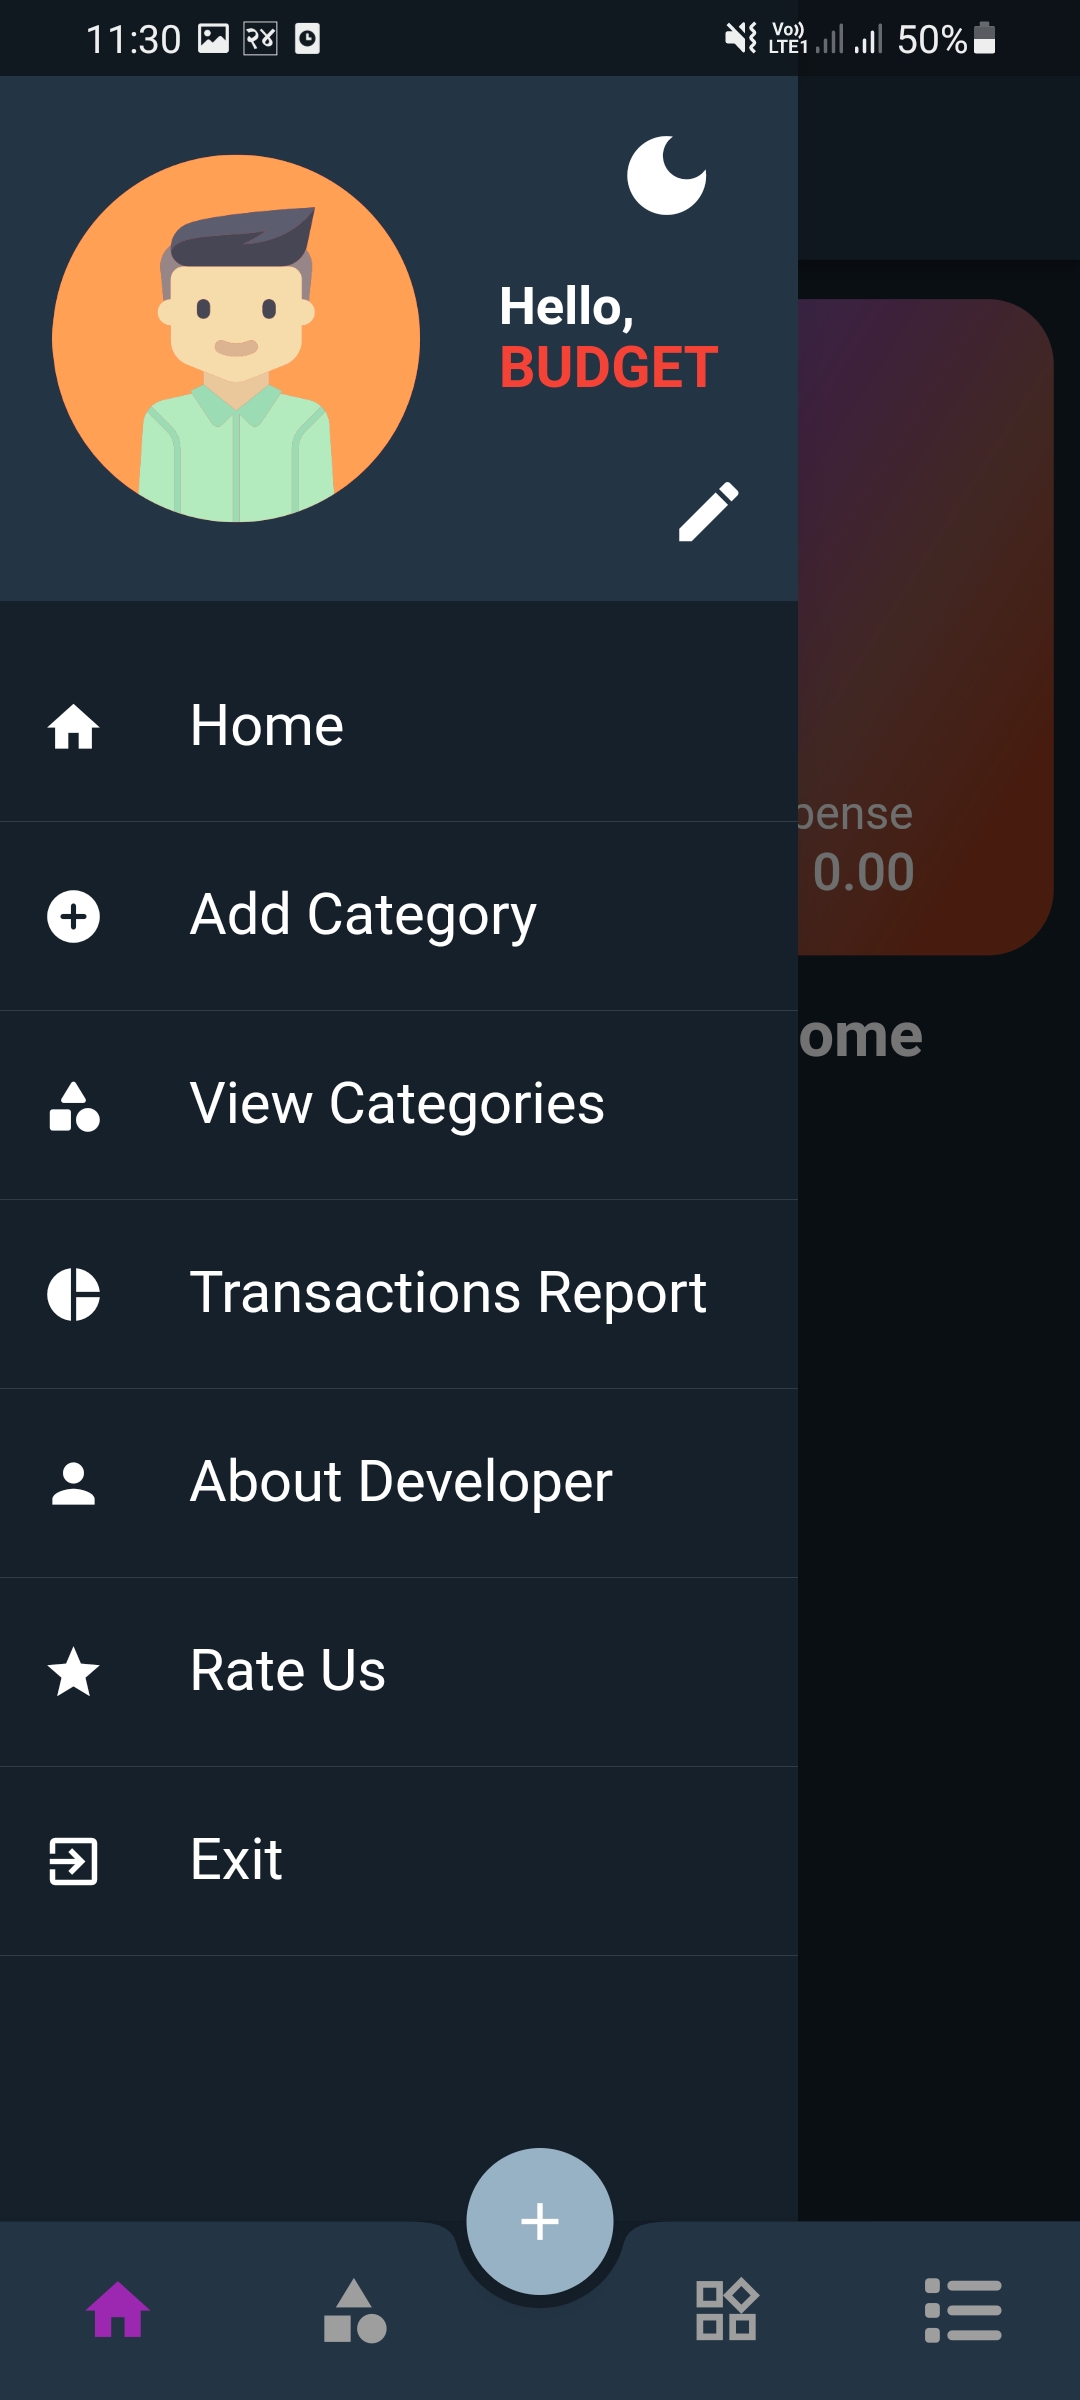 11:30 २४ Vo)) LTE1 50%
Hello,
BUDGET
Home
Add Category
View Categories
Transactions Report
About Developer
Rate Us
Exit
pense
0.00
ome